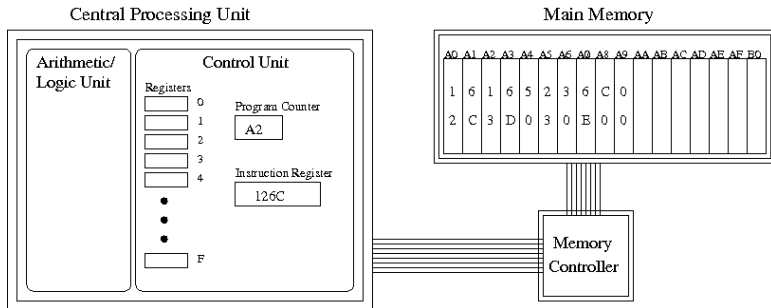 Central Processing Unit
Main Memory
Arithmetic/
Logic Unit
Control Unit
Registers
0
1
2
3
4
F
Program Counter
A2
Instruction Register
126C
A0 A1 A2 A3 A4 A5 A6 A0 A8 A9 AA AB AC AD AE AF B0
1 6 1 6 5 2 3 6 C 0
2 C 3 D 0 3 0 E 0 0
Memory
Controller